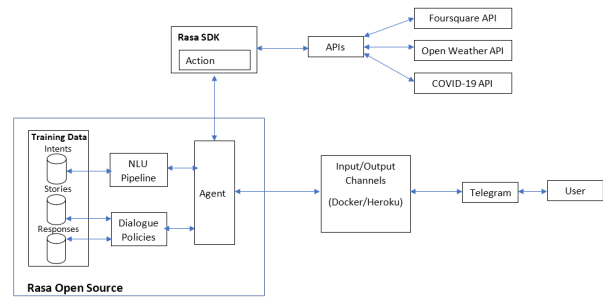 Foursquare API
Rasa SDK
Action
APIs
Open Weather API
COVID-19 API
Training Data
Intents
NLU
Pipeline
Stories
Agent
Input/Output
Channels
(Docker/Heroku)
Telegram
User
Responses
Dialogue
Policies
Rasa Open Source